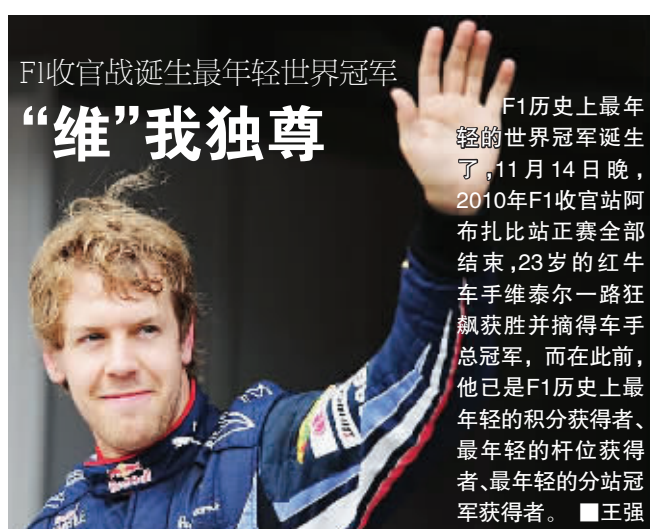 F1收官战诞生最年轻世界冠军
“维”我独尊
F1历史上最年
轻的世界冠军诞生
了，11月14日晚，
2010年F1收官站阿
布扎比站正赛全部
结束，23岁的红牛
车手维泰尔一路狂
飙获胜并摘得车手
总冠军，而在此前，
他已是F1历史上最
年轻的积分获得者、
最年轻的杆位获得
者、最年轻的分站冠
军获得者。 ■王强
Red Bull